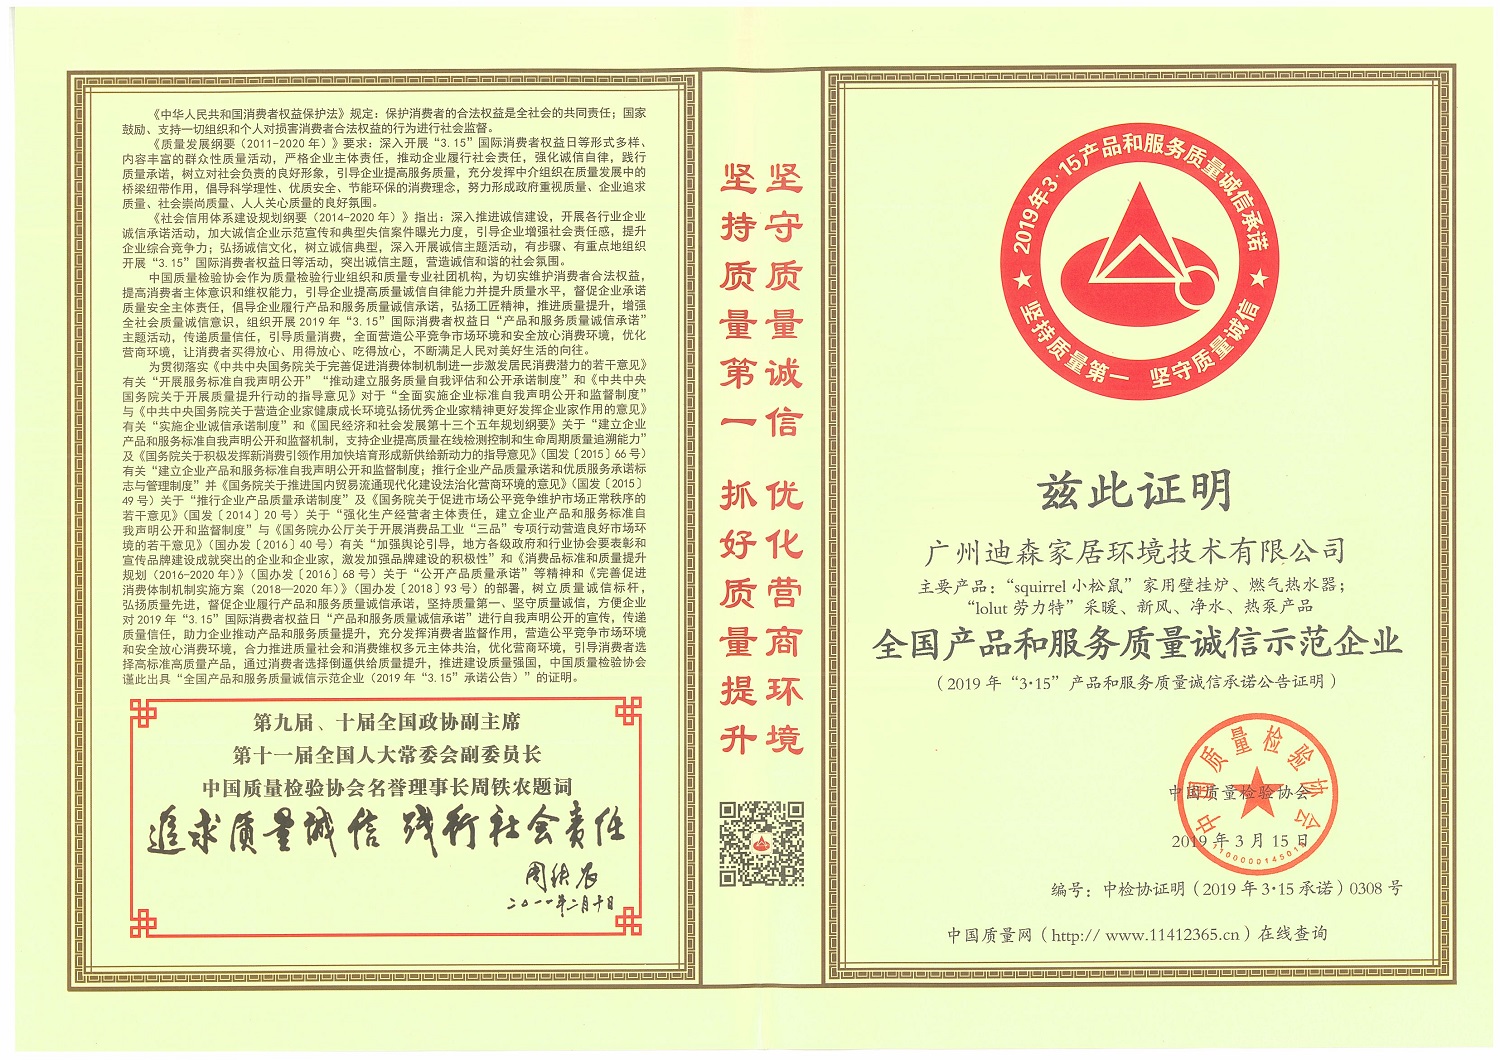 《中华人民共和国消费者权益保护法》规定：保护消费者的合法权益是全社会的共同责任；国家
鼓励、支持一切组织和个人对损害消费者合法权益的行为进行社会监督。
《质量发展纲要（2011-2020年）》要求：深入开展“3.15”国际消费者权益日等形式多样、
内容丰富的群众性质量活动，严格企业主体责任，推动企业履行社会责任，强化诚信自律，践行
质量承诺，树立对社会负责的良好形象，引导企业提高服务质量，充分发挥中介组织在质量发展中的
桥梁纽带作用，倡导科学理性、优质安全、节能环保的消费理念，努力形成政府重视质量、企业追求
质量、社会崇尚质量、人人关心质量的良好氛围。
《社会信用体系建设规划纲要（2014-2020年）》指出：深入推进诚信建设，开展各行业企业
诚信承诺活动，加大诚信企业示范宣传和典型失信案件曝光力度，引导企业增强社会责任感，提升
企业综合竞争力；弘扬诚信文化，树立诚信典型，深入开展诚信主题活动，有步骤、有重点地组织
开展“3.15”国际消费者权益日等活动，突出诚信主题，营造诚信和谐的社会氛围。
中国质量检验协会作为质量检验行业组织和质量专业社团机构，为切实维护消费者合法权益，
提高消费者主体意识和维权能力，引导企业提高质量诚信自律能力并提升质量水平，督促企业承诺
质量安全主体责任，倡导企业履行产品和服务质量诚信承诺，弘扬工匠精神，推进质量提升，增强
全社会质量诚信意识，组织开展2019年“3.15”国际消费者权益日“产品和服务质量诚信承诺”
主题活动，传递质量信任，引导质量消费，全面营造公平竞争市场环境和安全放心消费环境，优化
营商环境，让消费者买得放心、用得放心、吃得放心，不断满足人民对美好生活的向往。
为贯彻落实《中共中央国务院关于完善促进消费体制机制进一步激发居民消费潜力的若干意见》
有关“开展服务标准自我声明公开”“推动建立服务质量自我评估和公开承诺制度”和《中共中央
国务院关于开展质量提升行动的指导意见》对于“全面实施企业标准自我声明公开和监督制度”
与《中共中央国务院关于营造企业家健康成长环境弘扬优秀企业家精神更好发挥企业家作用的意见》
有关“实施企业诚信承诺制度”和《国民经济和社会发展第十三个五年规划纲要》关于“建立企业
产品和服务标准自我声明公开和监督机制，支持企业提高质量在线检测控制和生命周期质量追溯能力”
及《国务院关于积极发挥新消费引领作用加快培育形成新供给新动力的指导意见》（国发〔2015〕66号）
有关“建立企业产品和服务标准自我声明公开和监督制度；推行企业产品质量承诺和优质服务承诺标
志与管理制度”并《国务院关于推进国内贸易流通现代化建设法治化营商环境的意见》（国发〔2015〕
49号）关于“推行企业产品质量承诺制度”及《国务院关于促进市场公平竞争维护市场正常秩序的
若干意见》（国发〔2014〕20号）关于“强化生产经营者主体责任，建立企业产品和服务标准自
我声明公开和监督制度”与《国务院办公厅关于开展消费品工业“三品”专项行动营造良好市场环
境的若干意见》（国办发〔2016〕40号）有关“加强舆论引导，地方各级政府和行业协会要表彰和
宣传品牌建设成就突出的企业和企业家，激发加强品牌建设的积极性”和《消费品标准和质量提升
规划（2016-2020年）》（国办发〔2016〕68号）关于“公开产品质量承诺”等精神和《完善促进
消费体制机制实施方案（2018—2020年）》（国办发〔2018〕93号）的部署，树立质量诚信标杆，
弘扬质量先进，督促企业履行产品和服务质量诚信承诺，坚持质量第一、坚守质量诚信，方便企业
对2019年“3.15”国际消费者权益日“产品和服务质量诚信承诺”进行自我声明公开的宣传，传递
质量信任，助力企业推动产品和服务质量提升，充分发挥消费者监督作用，营造公平竞争市场环境
和安全放心消费环境，合力推进质量社会和消费维权多元主体共治，优化营商环境，引导消费者选
择高标准高质量产品，通过消费者选择倒逼供给质量提升，推进建设质量强国，中国质量检验协会
谨此出具“全国产品和服务质量诚信示范企业（2019年“3.15”承诺公告）”的证明。
第九届、十届全国政协副主席
第十一届全国人大常委会副委员长
中国质量检验协会名誉理事长周铁农题词
追求质量诚信 践行社会责任
周铁农
二〇一一年二月十日
坚守质量诚信 优化营商环境
坚持质量第一 抓好质量提升
2019年3·15产品和服务质量诚信承诺
★ 坚持质量第一 坚守质量诚信 ★
兹此证明
广州迪森家居环境技术有限公司
主要产品：“squirrel小松鼠”家用壁挂炉、燃气热水器；
“lolut劳力特”采暖、新风、净水、热泵产品
全国产品和服务质量诚信示范企业
（2019年“3·15”产品和服务质量诚信承诺公告证明）
中国质量检验协会
中国质量检验协会
2019年3月15日
编号：中检协证明（2019年3·15承诺）0308号
中国质量网（http:// www.11412365.cn）在线查询